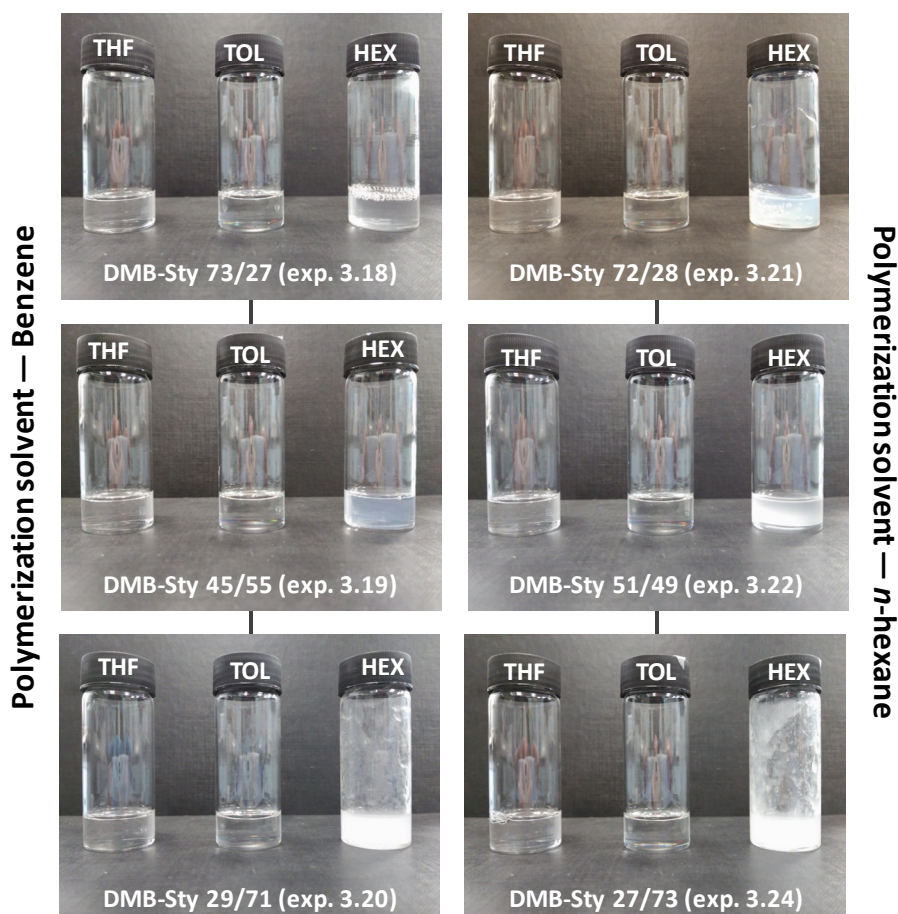 Polymerization solvent — Benzene
THF TOL HEX
DMB-Sty 73/27 (exp. 3.18)
THF TOL HEX
DMB-Sty 72/28 (exp. 3.21)
THF TOL HEX
DMB-Sty 45/55 (exp. 3.19)
THF TOL HEX
DMB-Sty 51/49 (exp. 3.22)
THF TOL HEX
DMB-Sty 29/71 (exp. 3.20)
THF TOL HEX
DMB-Sty 27/73 (exp. 3.24)
Polymerization solvent — n-hexane